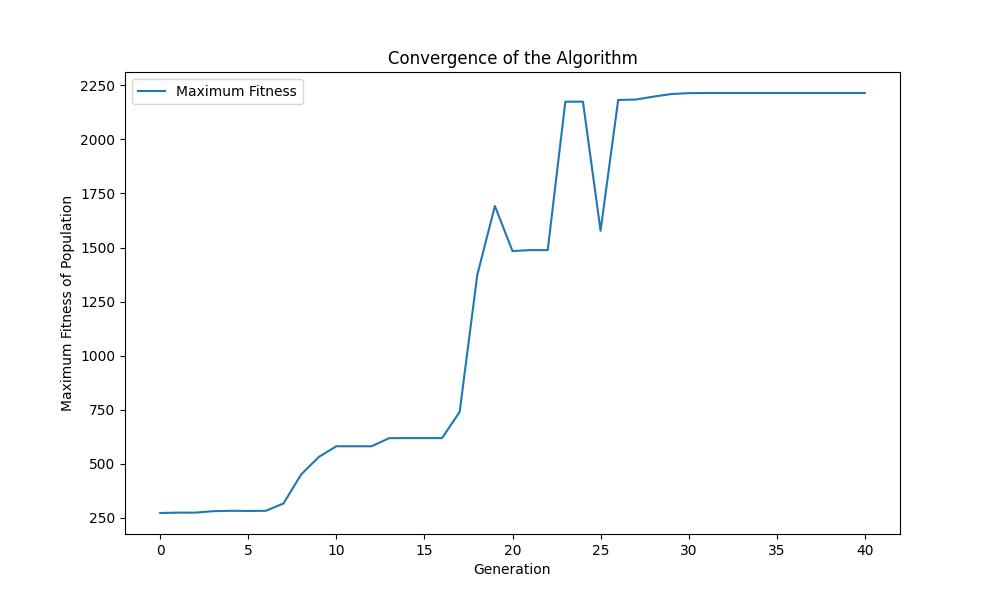 Convergence of the Algorithm
Maximum Fitness
2250
2000
1750
1500
1250
1000
750
500
250
Maximum Fitness of Population
0 5 10 15 20 25 30 35 40
Generation